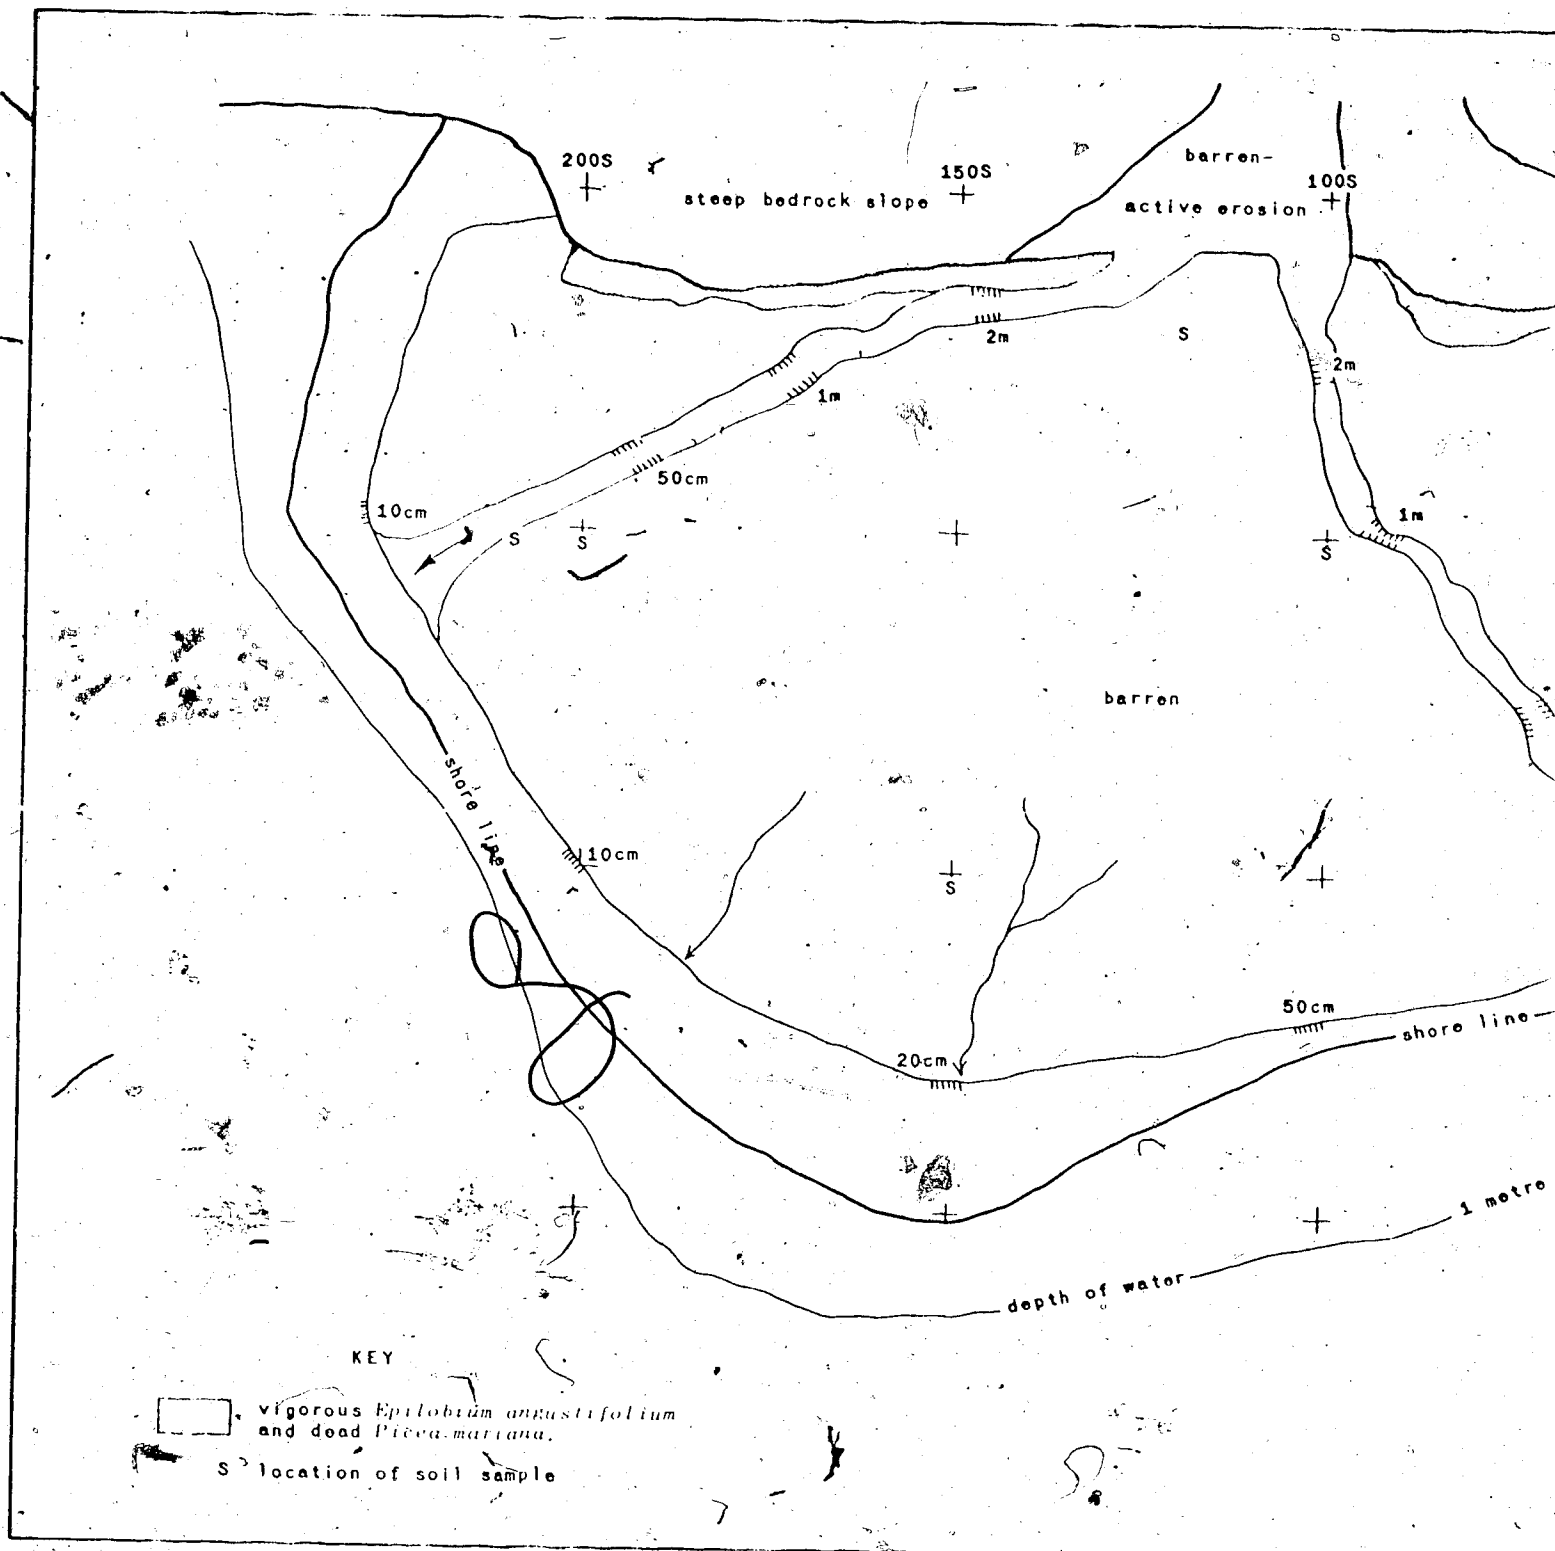 200S
150S
barren-
100S
steep bedrock slope
active erosion
2m
S
2m
1m
50cm
10cm
S
S
1m
S
barren
shore line
10cm
S
50cm
shore line
20cm
1 metre
depth of water
KEY
vigorous Epilobium angustifolium
and dead Picea mariana.
S location of soil sample